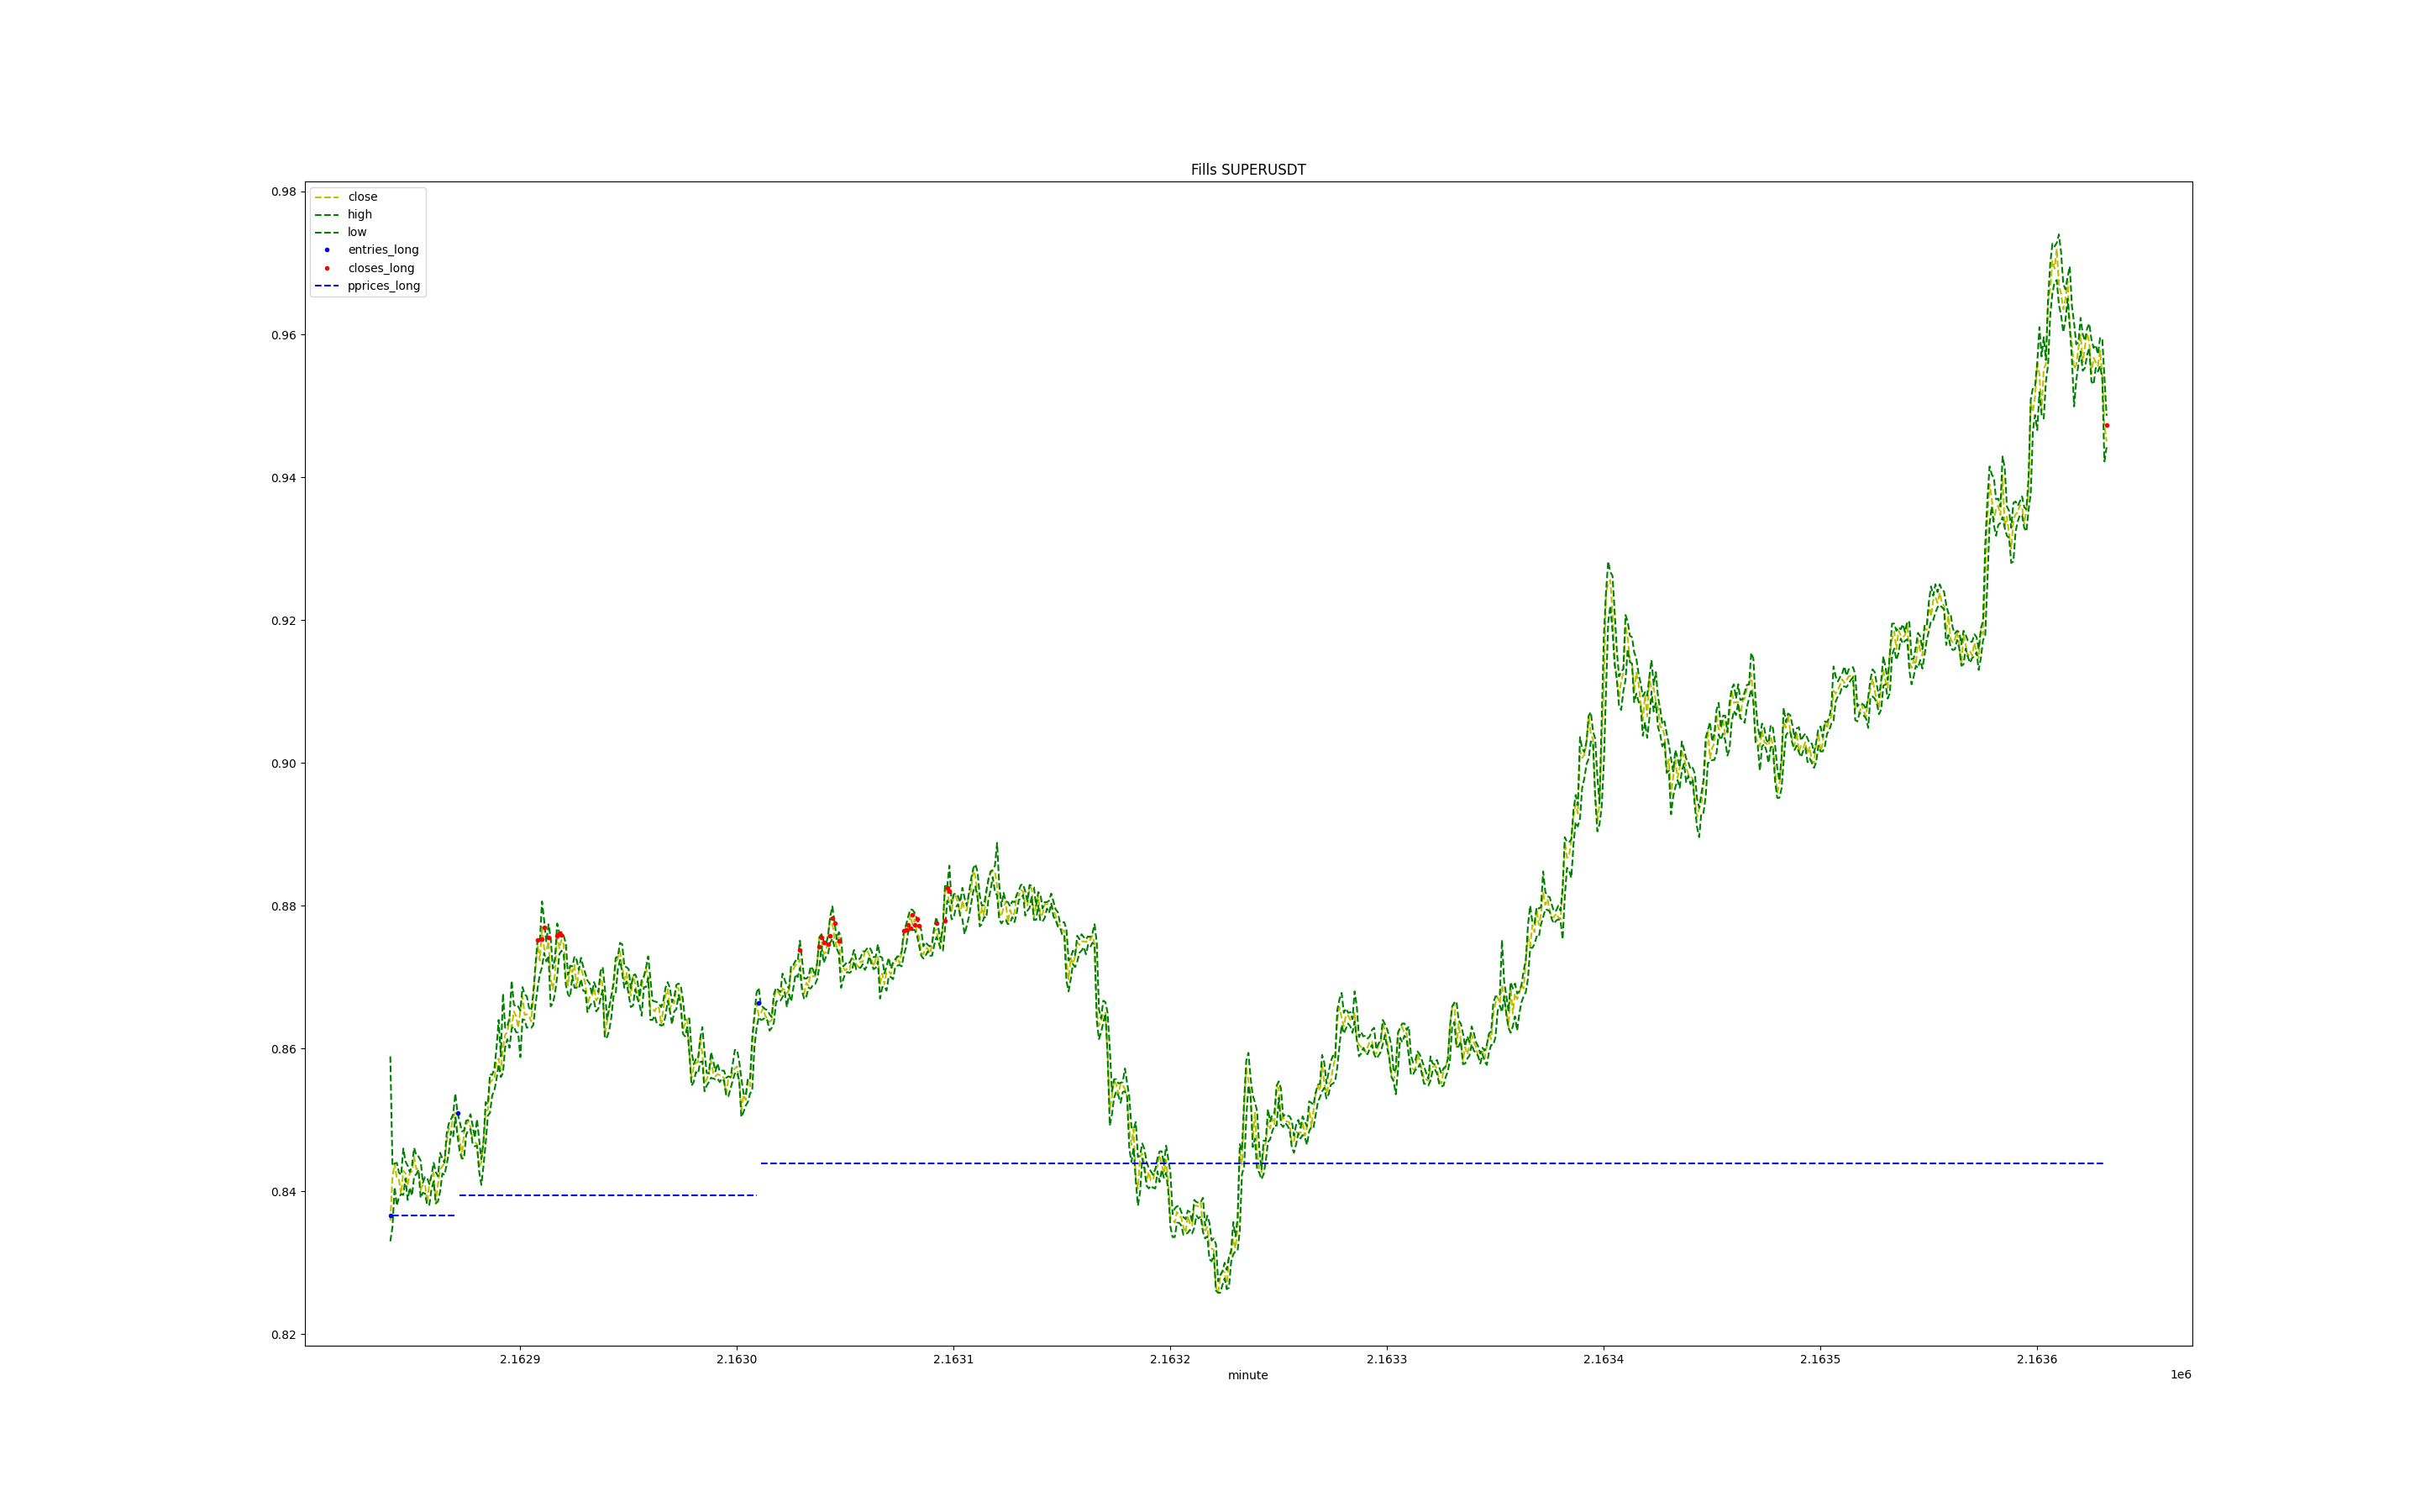 Fills SUPERUSDT
close
high
low
entries_long
closes_long
pprices_long
0.98
0.96
0.94
0.92
0.90
0.88
0.86
0.84
0.82
2.1629 2.1630 2.1631 2.1632 2.1633 2.1634 2.1635 2.1636
minute
1e6